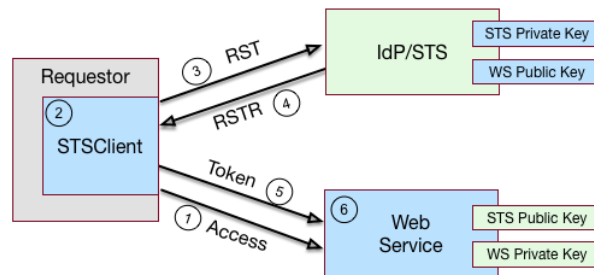 3 RST
IdP/STS
STS Private Key
WS Public Key
Requestor
2
STSClient
RSTR 4
Token 5
1 Access
6
Web
Service
STS Public Key
WS Private Key